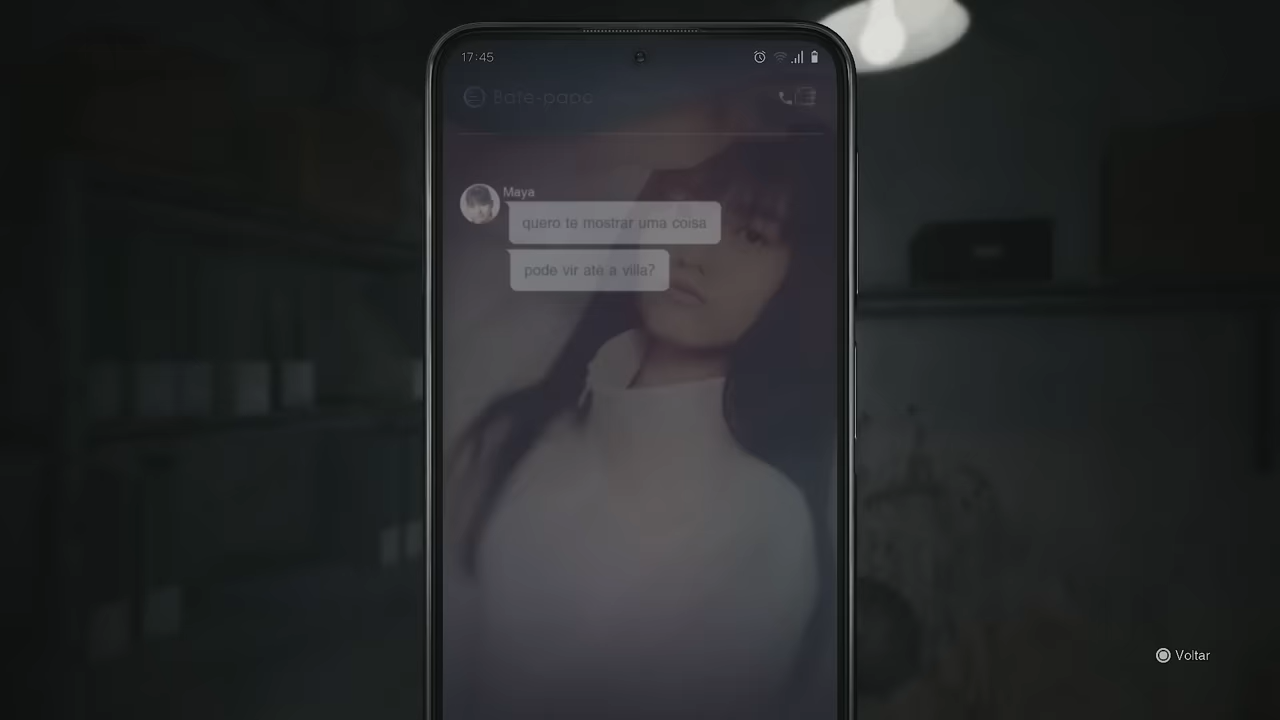 17:45
Bate-papo
Maya
quero te mostrar uma coisa
pode vir até a villa?
Voltar